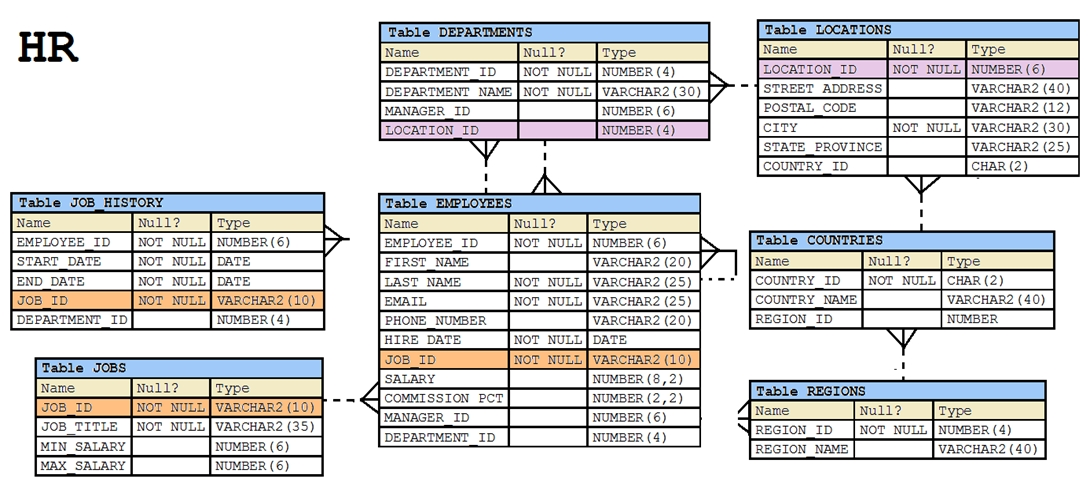 HR
Table DEPARTMENTS
Name Null? Type
DEPARTMENT_ID NOT NULL NUMBER(4)
DEPARTMENT_NAME NOT NULL VARCHAR2(30)
MANAGER_ID NUMBER(6)
LOCATION_ID NUMBER(4)
Table LOCATIONS
Name Null? Type
LOCATION_ID NOT NULL NUMBER(6)
STREET_ADDRESS VARCHAR2(40)
POSTAL_CODE VARCHAR2(12)
CITY NOT NULL VARCHAR2(30)
STATE_PROVINCE VARCHAR2(25)
COUNTRY_ID CHAR(2)
Table JOB_HISTORY
Name Null? Type
EMPLOYEE_ID NOT NULL NUMBER(6)
START_DATE NOT NULL DATE
END_DATE NOT NULL DATE
JOB_ID NOT NULL VARCHAR2(10)
DEPARTMENT_ID NUMBER(4)
Table EMPLOYEES
Name Null? Type
EMPLOYEE_ID NOT NULL NUMBER(6)
FIRST_NAME VARCHAR2(20)
LAST_NAME NOT NULL VARCHAR2(25)
EMAIL NOT NULL VARCHAR2(25)
PHONE_NUMBER VARCHAR2(20)
HIRE_DATE NOT NULL DATE
JOB_ID NOT NULL VARCHAR2(10)
SALARY NUMBER(8,2)
COMMISSION_PCT NUMBER(2,2)
MANAGER_ID NUMBER(6)
DEPARTMENT_ID NUMBER(4)
Table COUNTRIES
Name Null? Type
COUNTRY_ID NOT NULL CHAR(2)
COUNTRY_NAME VARCHAR2(40)
REGION_ID NUMBER
Table JOBS
Name Null? Type
JOB_ID NOT NULL VARCHAR2(10)
JOB_TITLE NOT NULL VARCHAR2(35)
MIN_SALARY NUMBER(6)
MAX_SALARY NUMBER(6)
Table REGIONS
Name Null? Type
REGION_ID NOT NULL NUMBER(4)
REGION_NAME VARCHAR2(40)